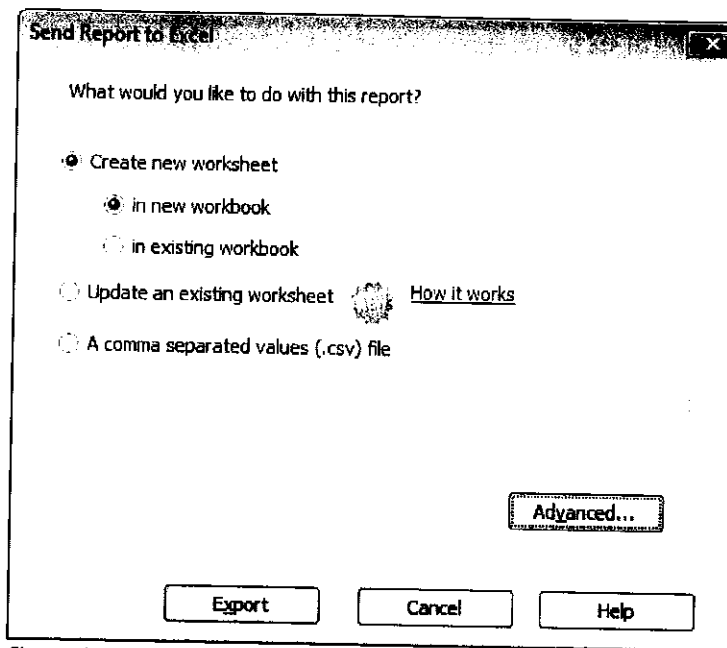 Send Report to Excel
What would you like to do with this report?
Create new worksheet
in new workbook
in existing workbook
Update an existing worksheet How it works
A comma separated values (.csv) file
Advanced...
Export Cancel Help